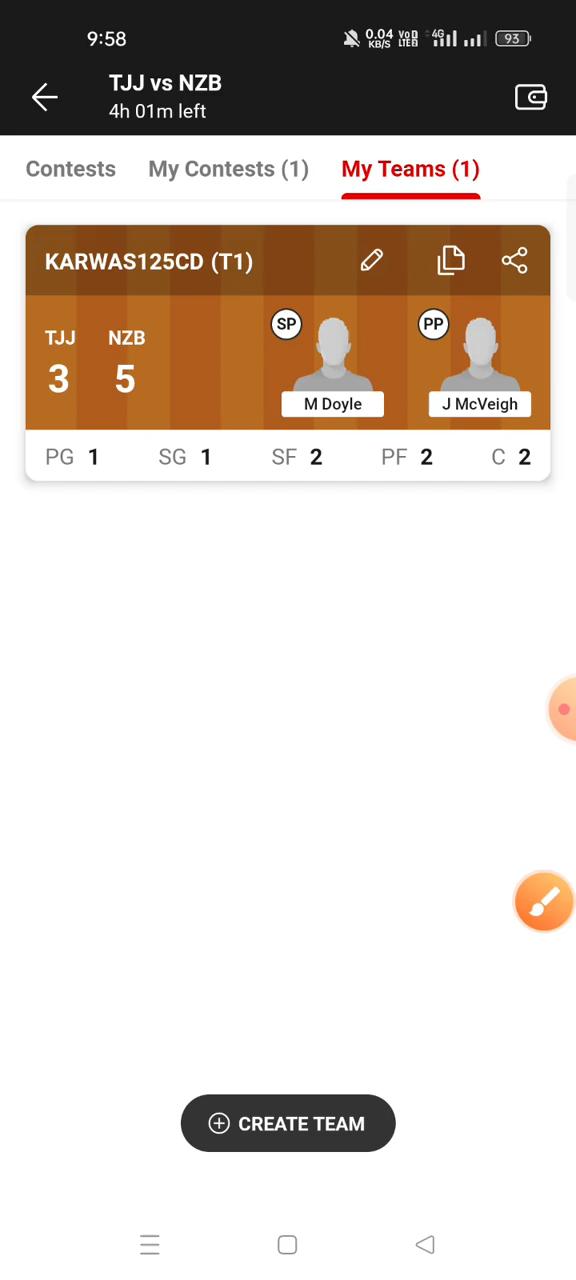 9:58 0.04 KB/S VoD LTE2 4G 93
TJJ vs NZB
4h 01m left
Contests My Contests (1) My Teams (1)
KARWAS125CD (T1)
TJJ NZB SP PP
3 5
M Doyle J McVeigh
PG 1 SG 1 SF 2 PF 2 C 2
CREATE TEAM